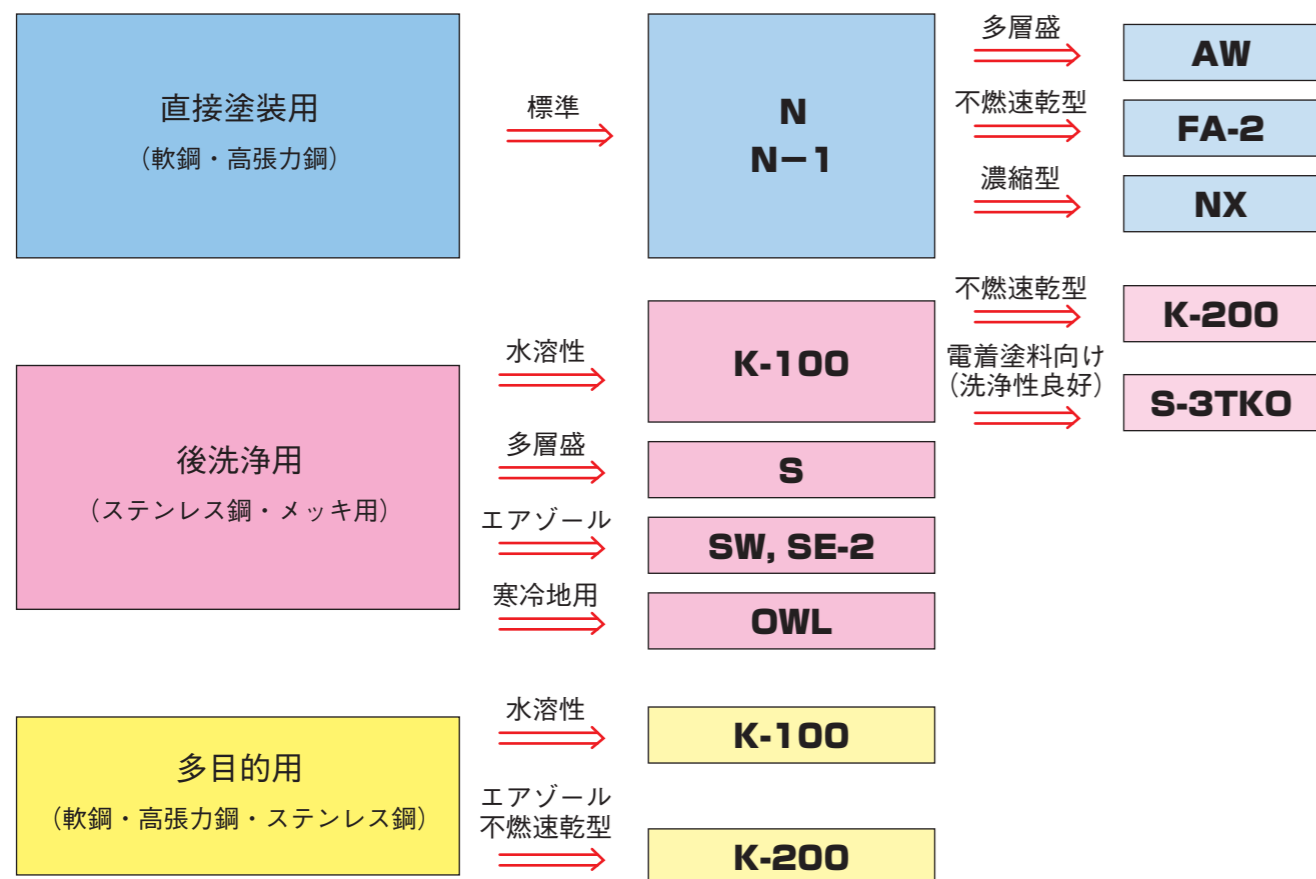 直接塗装用
（軟鋼・高張力鋼）
標準
N
N－1
多層盛
AW
不燃速乾型
FA-2
濃縮型
NX
後洗浄用
（ステンレス鋼・メッキ用）
水溶性
K-100
不燃速乾型
K-200
電着塗料向け
（洗浄性良好）
S-3TKO
多層盛
S
エアゾール
SW, SE-2
寒冷地用
OWL
多目的用
（軟鋼・高張力鋼・ステンレス鋼）
水溶性
K-100
エアゾール
不燃速乾型
K-200